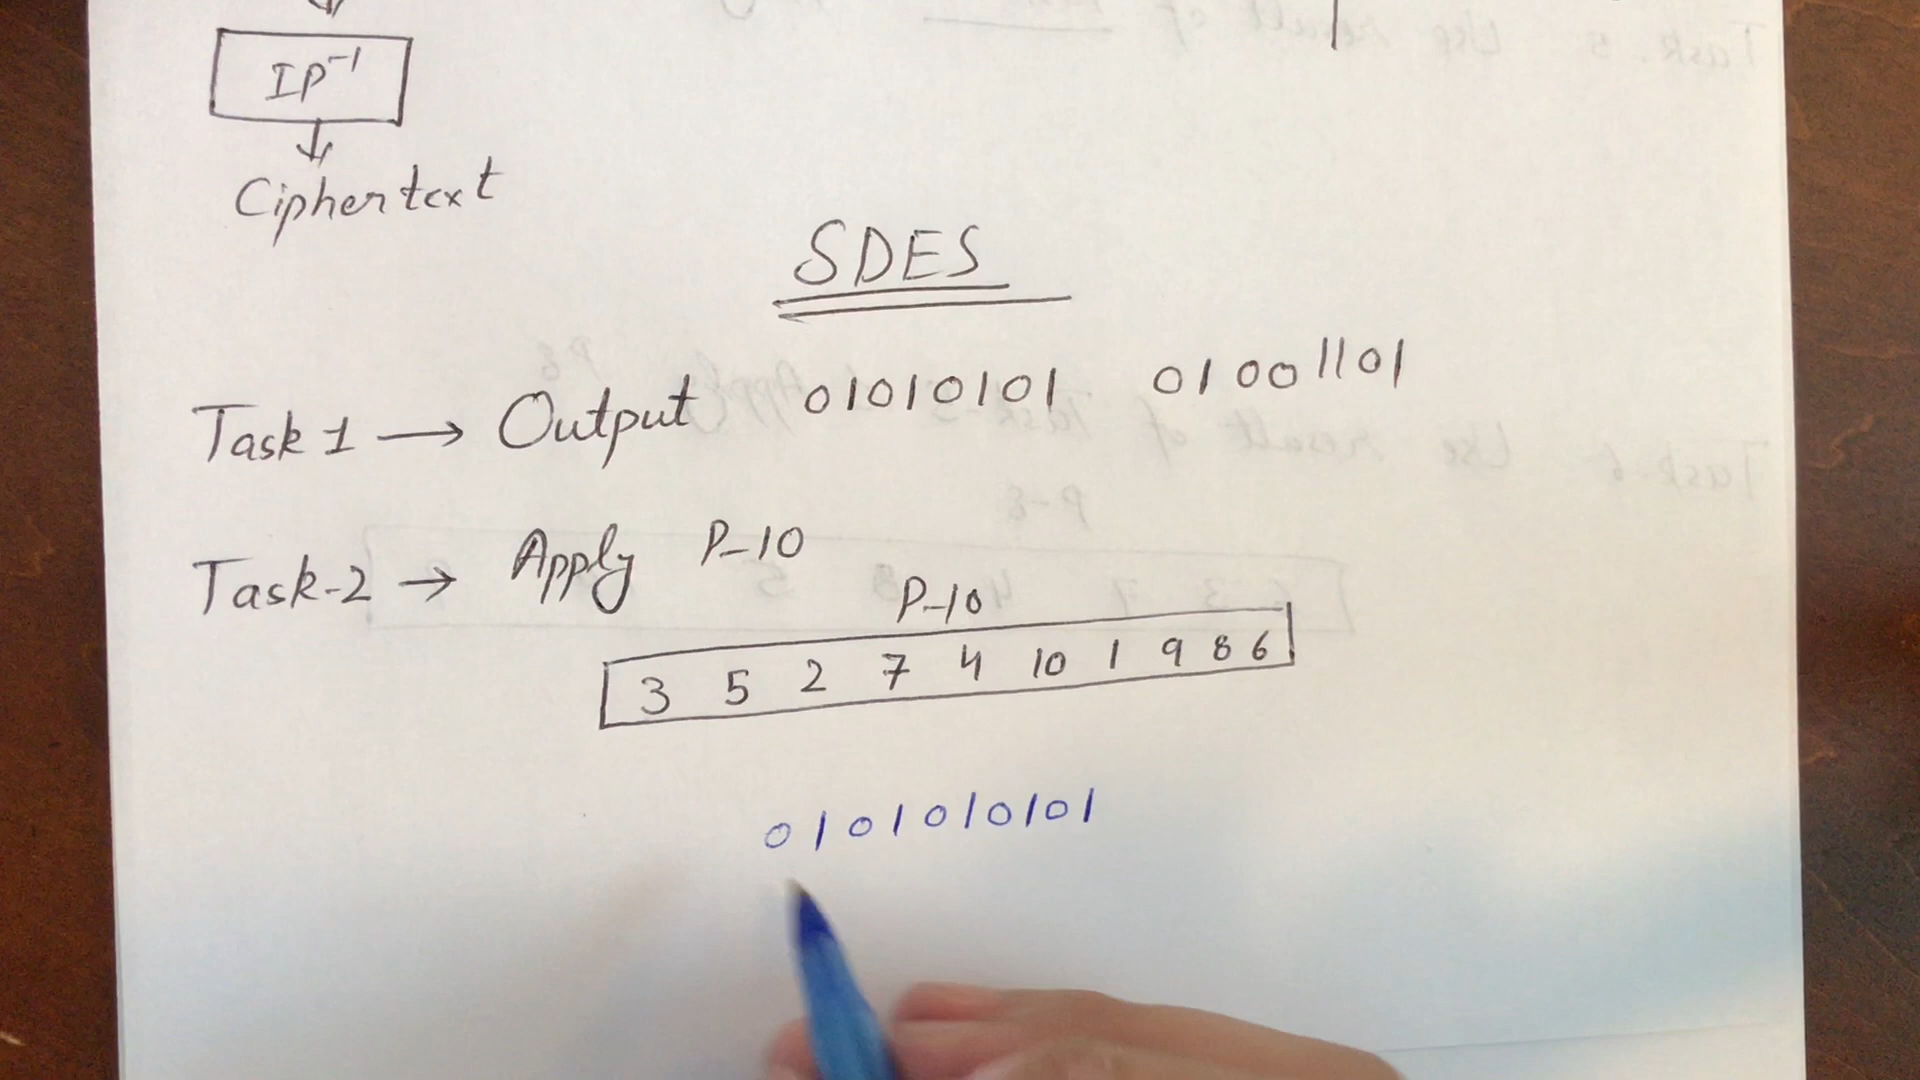 IP⁻¹
Ciphertext
SDES
Task 1 → Output 01010101 01001101
Task-2 → Apply P-10
P-10
3 5 2 7 4 10 1 9 8 6
0101010101